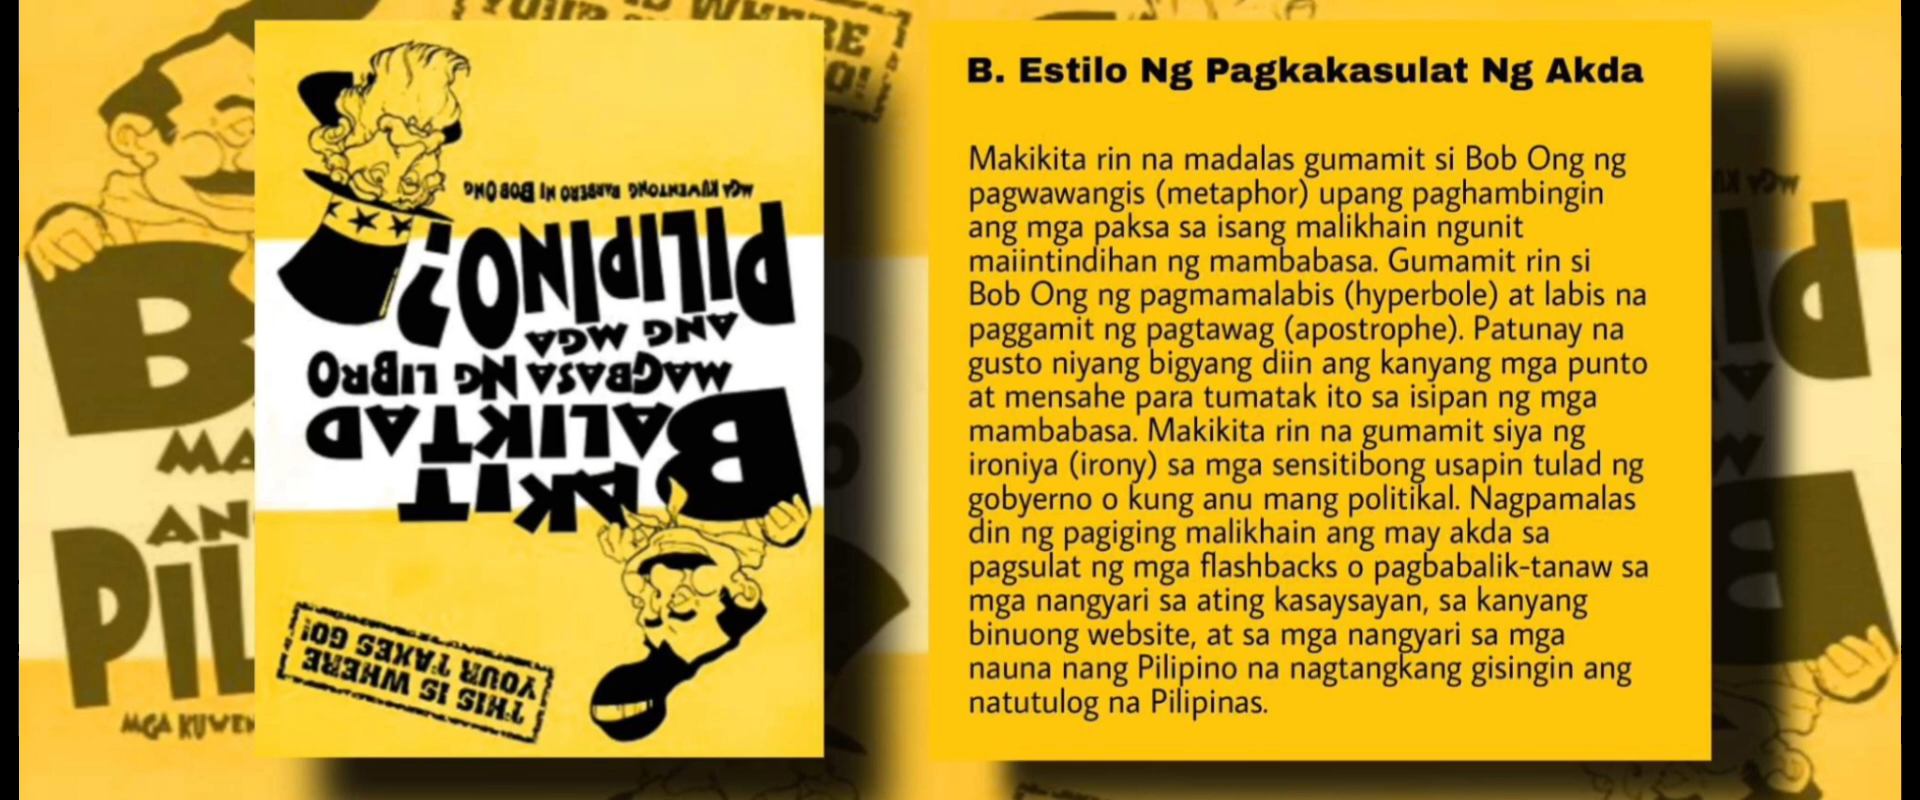 THIS IS WHERE
YOUR TAXES GO!
BAKIT
BALIKTAD
MAGBASA NG LIBRO
ANG MGA
PILIPINO?
MGA KUWENTONG BARBERO NI BOB ONG
B. Estilo Ng Pagkakasulat Ng Akda
Makikita rin na madalas gumamit si Bob Ong ng
pagwawangis (metaphor) upang paghambingin
ang mga paksa sa isang malikhain ngunit
maiintindihan ng mambabasa. Gumamit rin si
Bob Ong ng pagmamalabis (hyperbole) at labis na
paggamit ng pagtawag (apostrophe). Patunay na
gusto niyang bigyang diin ang kanyang mga punto
at mensahe para tumatak ito sa isipan ng mga
mambabasa. Makikita rin na gumamit siya ng
ironiya (irony) sa mga sensitibong usapin tulad ng
gobyerno o kung anu mang politikal. Nagpamalas
din ng pagiging malikhain ang may akda sa
pagsulat ng mga flashbacks o pagbabalik-tanaw sa
mga nangyari sa ating kasaysayan, sa kanyang
binuong website, at sa mga nangyari sa mga
nauna nang Pilipino na nagtangkang gisingin ang
natutulog na Pilipinas.